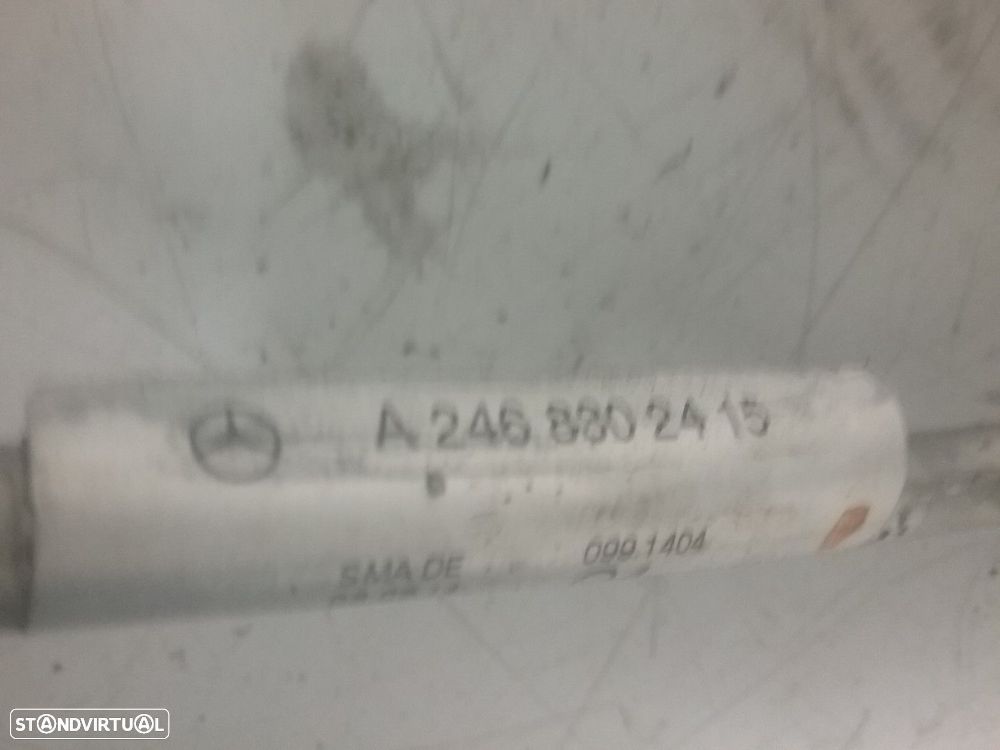 A 246 880 24 15
SMA DE 099 1404
STANDVIRTUAL